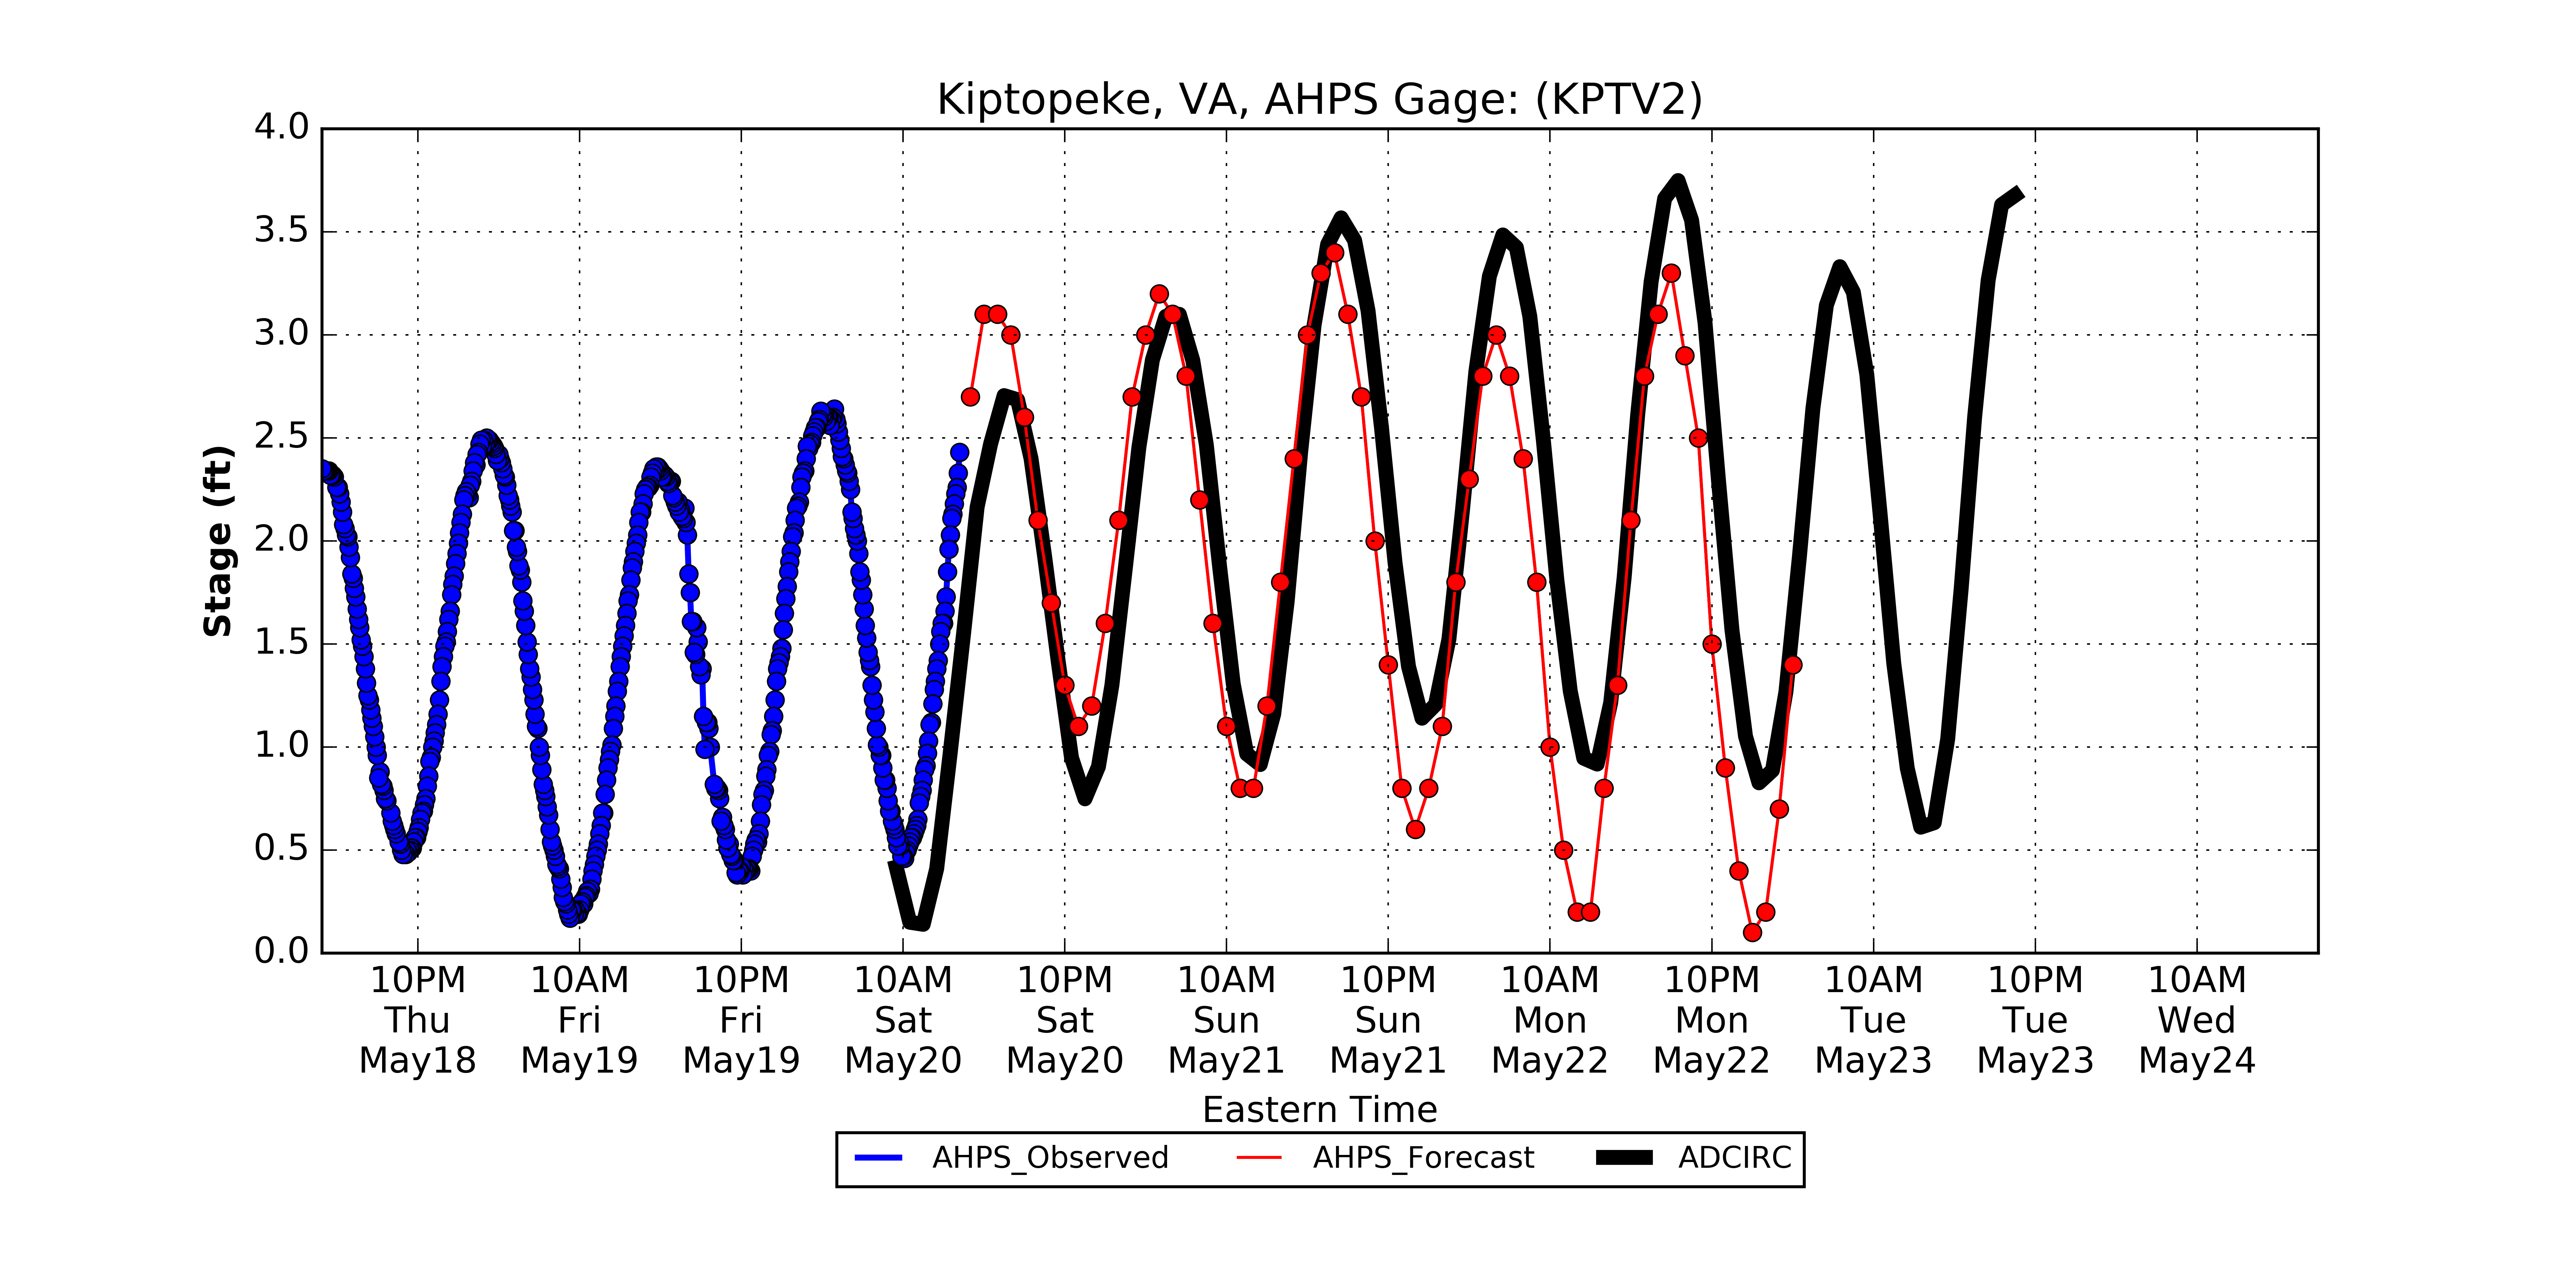 Kiptopeke, VA, AHPS Gage: (KPTV2)
4.0
3.5
3.0
2.5
2.0
1.5
1.0
0.5
0.0
Stage (ft)
10PM 10AM 10PM 10AM 10PM 10AM 10PM 10AM 10PM 10AM 10PM 10AM
Thu Fri Fri Sat Sat Sun Sun Mon Mon Tue Tue Wed
May18 May19 May19 May20 May20 May21 May21 May22 May22 May23 May23 May24
Eastern Time
AHPS_Observed AHPS_Forecast ADCIRC